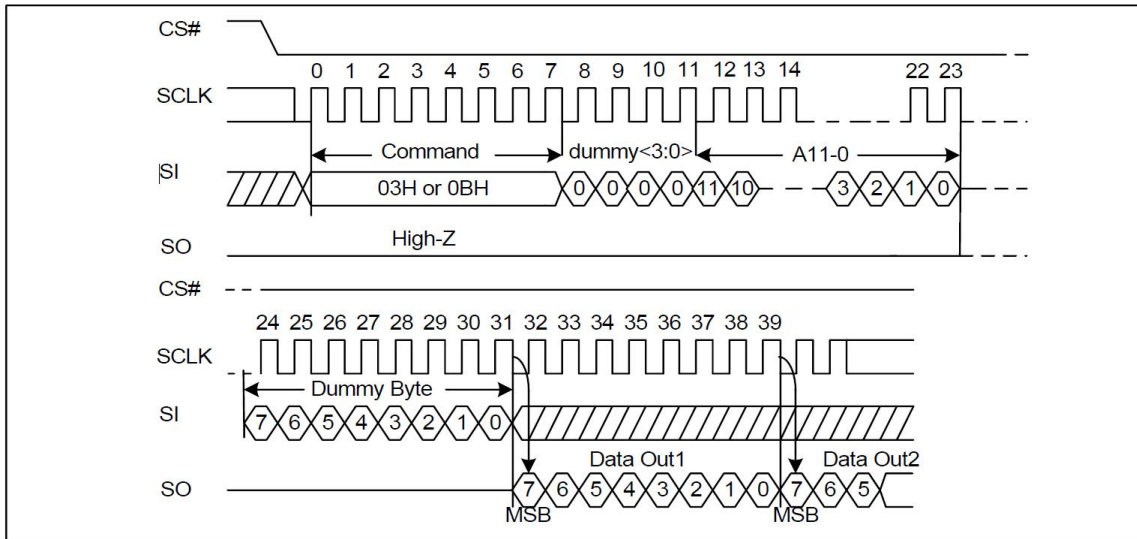 CS#
0 1 2 3 4 5 6 7 8 9 10 11 12 13 14 22 23
SCLK
Command dummy<3:0> A11-0
SI
03H or 0BH 0 0 0 0 11 10 3 2 1 0
High-Z
SO
CS#
24 25 26 27 28 29 30 31 32 33 34 35 36 37 38 39
SCLK
Dummy Byte
SI
7 6 5 4 3 2 1 0
Data Out1 Data Out2
SO
7 6 5 4 3 2 1 0 7 6 5
MSB MSB